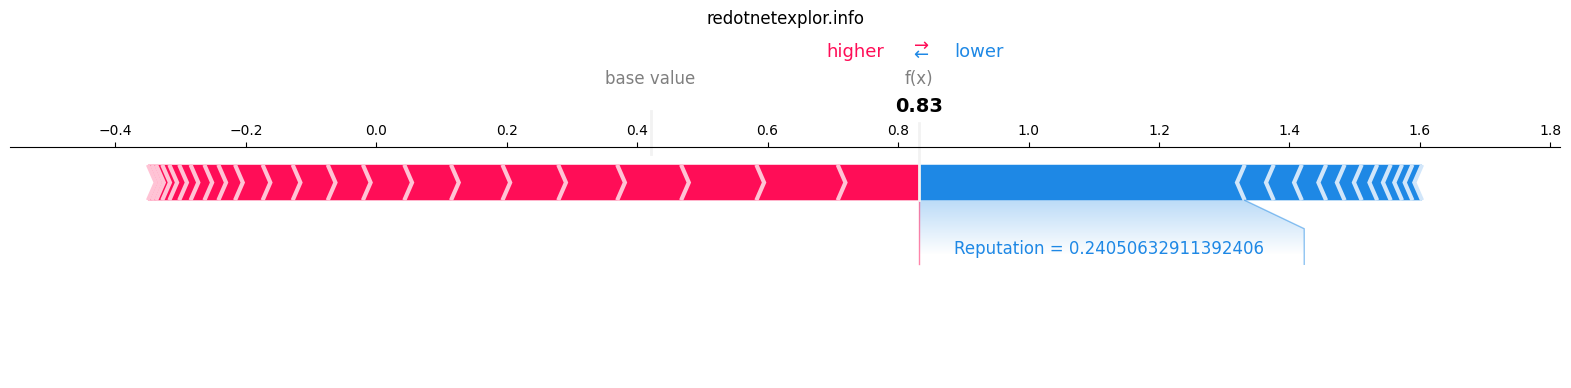 redotnetexplor.info
higher ⇄ lower
base value f(x)
0.83
−0.4 −0.2 0.0 0.2 0.4 0.6 0.8 1.0 1.2 1.4 1.6 1.8
Reputation = 0.24050632911392406